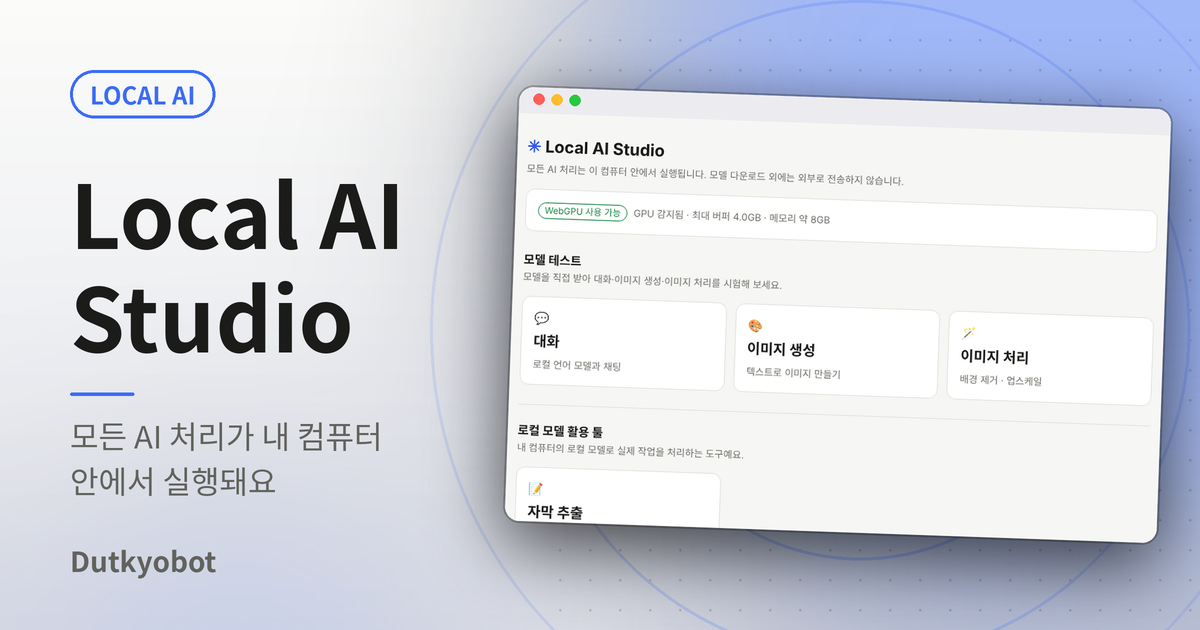 LOCAL AI
Local AI
Studio
모든 AI 처리가 내 컴퓨터
안에서 실행돼요
Dutkyobot
Local AI Studio
모든 AI 처리는 이 컴퓨터 안에서 실행됩니다. 모델 다운로드 외에는 외부로 전송하지 않습니다.
WebGPU 사용 가능 GPU 감지됨 · 최대 버퍼 4.0GB · 메모리 약 8GB
모델 테스트
모델을 직접 받아 대화·이미지 생성·이미지 처리를 시험해 보세요.
대화
로컬 언어 모델과 채팅
이미지 생성
텍스트로 이미지 만들기
이미지 처리
배경 제거 · 업스케일
로컬 모델 활용 툴
내 컴퓨터의 로컬 모델로 실제 작업을 처리하는 도구예요.
자막 추출